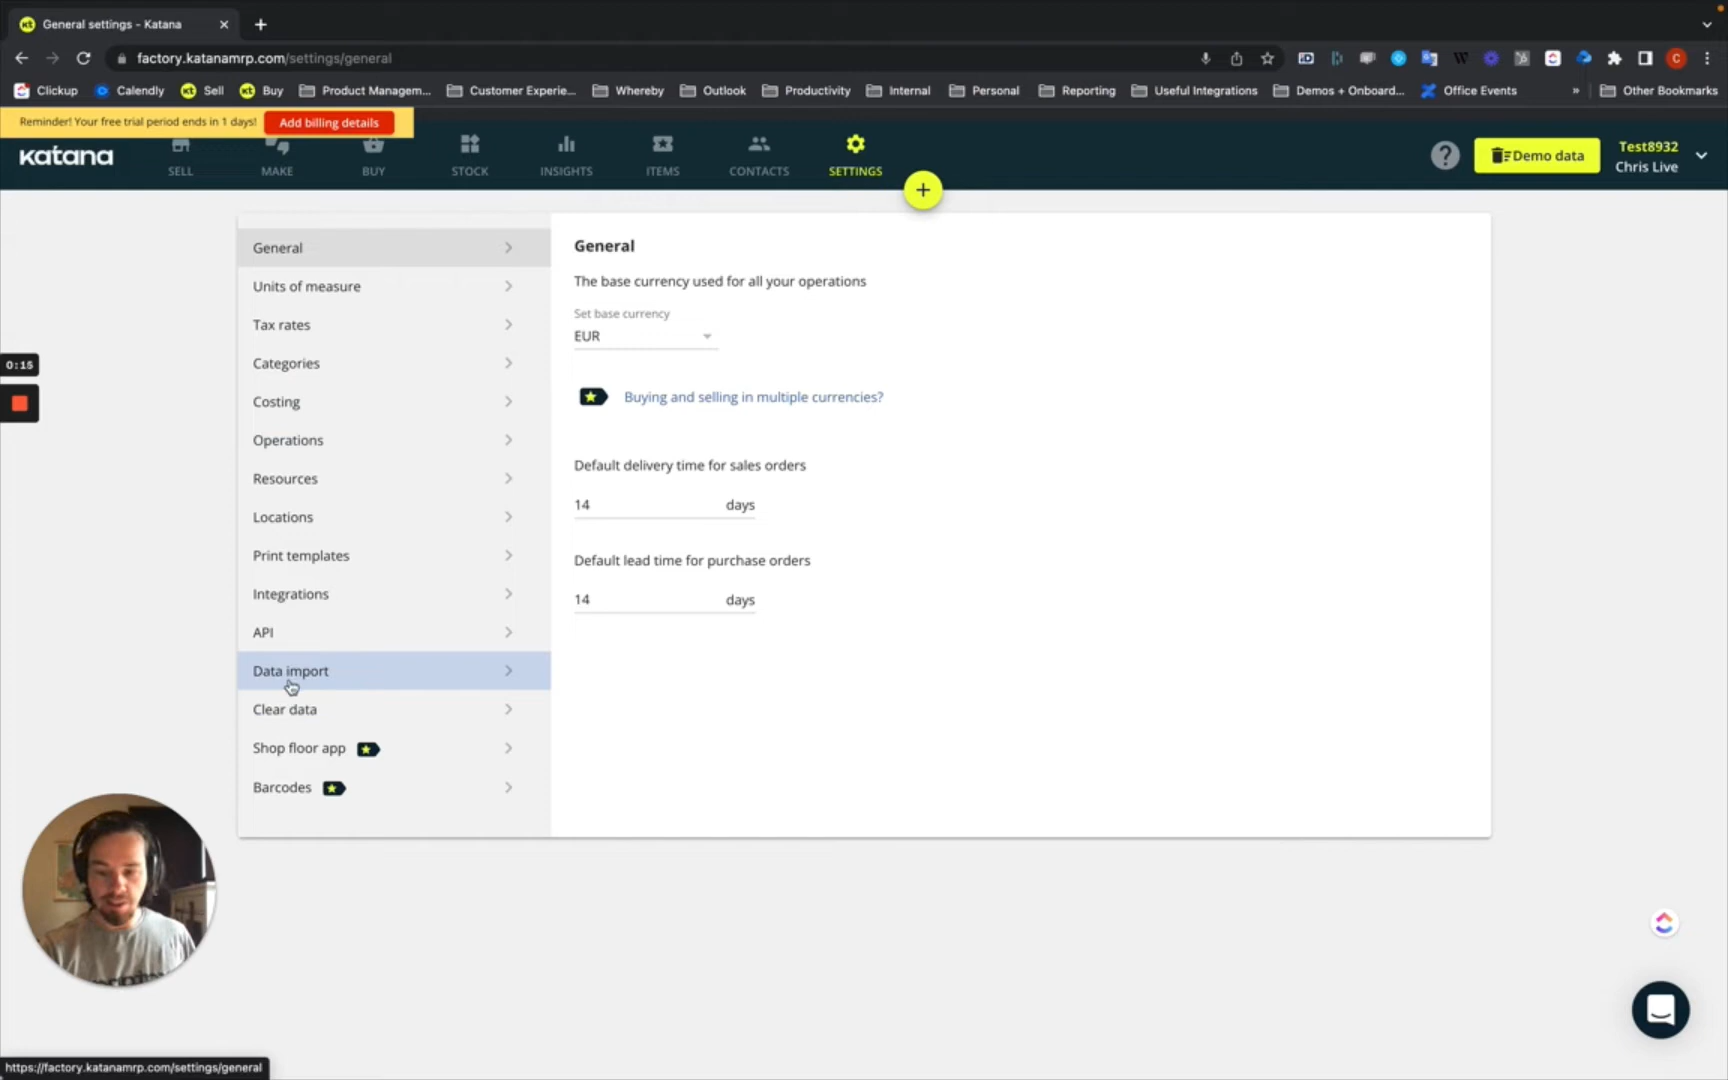 General settings - Katana
factory.katanamrp.com/settings/general
Clickup
Calendly
Sell
Buy
Product Managem...
Customer Experie...
Whereby
Outlook
Productivity
Internal
Personal
Reporting
Useful Integrations
Demos + Onboard...
Office Events
»
Other Bookmarks
Reminder! Your free trial period ends in 1 days!
Add billing details
katana
SELL
MAKE
BUY
STOCK
INSIGHTS
ITEMS
CONTACTS
SETTINGS
?
Demo data
Test8932
Chris Live
+
General
Units of measure
Tax rates
Categories
Costing
Operations
Resources
Locations
Print templates
Integrations
API
Data import
Clear data
Shop floor app
Barcodes
General
The base currency used for all your operations
Set base currency
EUR
Buying and selling in multiple currencies?
Default delivery time for sales orders
14 days
Default lead time for purchase orders
14 days
0:15
https://factory.katanamrp.com/settings/general